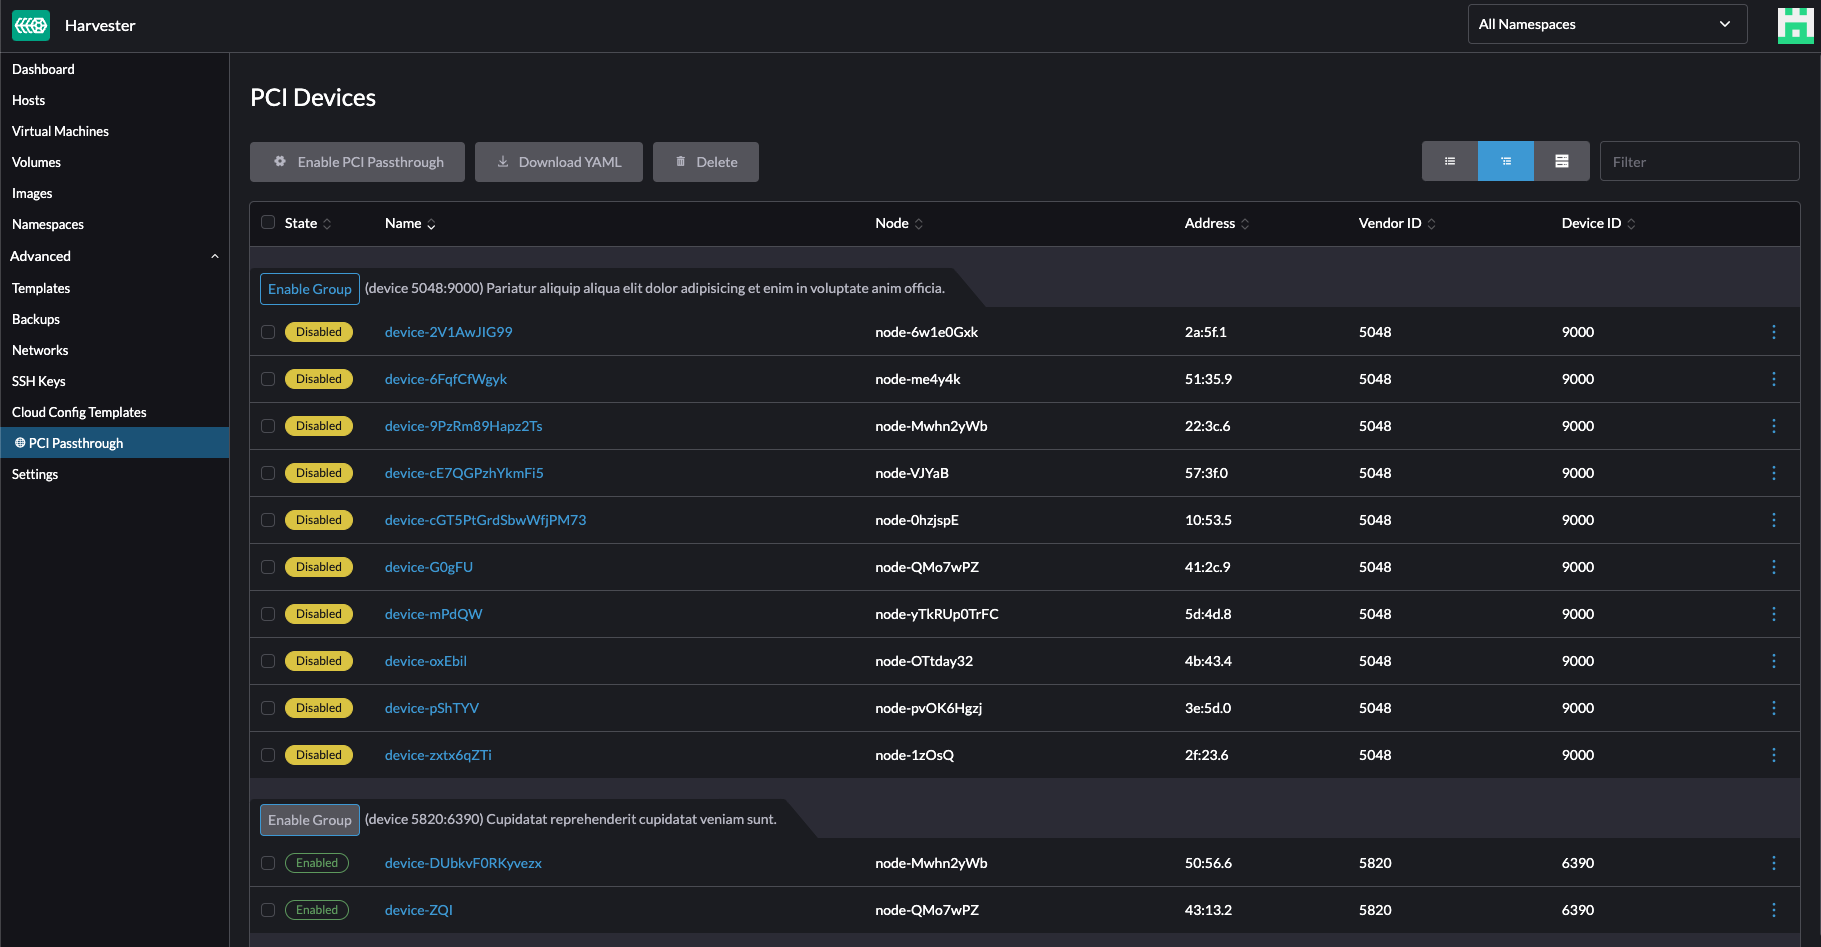 Harvester
All Namespaces
Dashboard
Hosts
Virtual Machines
Volumes
Images
Namespaces
Advanced
Templates
Backups
Networks
SSH Keys
Cloud Config Templates
PCI Passthrough
Settings
PCI Devices
Enable PCI Passthrough Download YAML Delete Filter
State Name Node Address Vendor ID Device ID
Enable Group (device 5048:9000) Pariatur aliquip aliqua elit dolor adipisicing et enim in voluptate anim officia.
Disabled device-2V1AwJIG99 node-6w1e0Gxk 2a:5f.1 5048 9000
Disabled device-6FqfCfWgyk node-me4y4k 51:35.9 5048 9000
Disabled device-9PzRm89Hapz2Ts node-Mwhn2yWb 22:3c.6 5048 9000
Disabled device-cE7QGPzhYkmFi5 node-VJYaB 57:3f.0 5048 9000
Disabled device-cGT5PtGrdSbwWfjPM73 node-0hzjspE 10:53.5 5048 9000
Disabled device-G0gFU node-QMo7wPZ 41:2c.9 5048 9000
Disabled device-mPdQW node-yTkRUp0TrFC 5d:4d.8 5048 9000
Disabled device-oxEbil node-OTtday32 4b:43.4 5048 9000
Disabled device-pShTYV node-pvOK6Hgzj 3e:5d.0 5048 9000
Disabled device-zxtx6qZTi node-1zOsQ 2f:23.6 5048 9000
Enable Group (device 5820:6390) Cupidatat reprehenderit cupidatat veniam sunt.
Enabled device-DUbkvF0RKyvezx node-Mwhn2yWb 50:56.6 5820 6390
Enabled device-ZQI node-QMo7wPZ 43:13.2 5820 6390